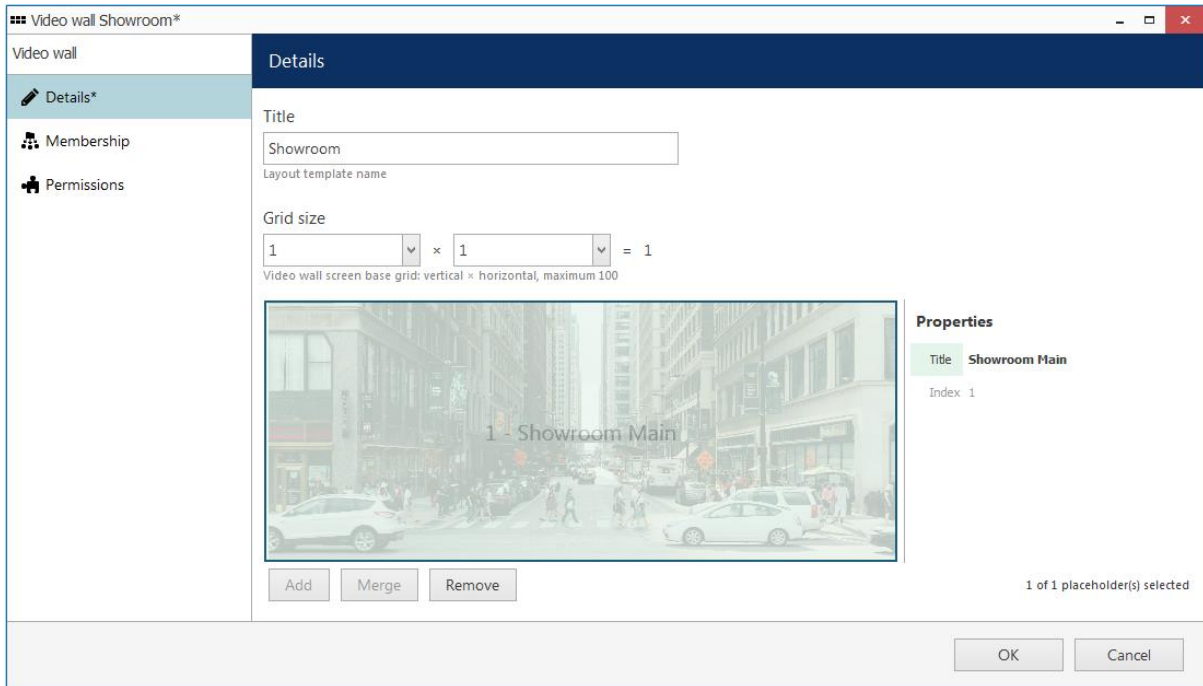 Video wall Showroom*
Video wall
Details*
Membership
Permissions
Details
Title
Showroom
Layout template name
Grid size
1 × 1 = 1
Video wall screen base grid: vertical × horizontal, maximum 100
1 - Showroom Main
Properties
Title Showroom Main
Index 1
Add Merge Remove
1 of 1 placeholder(s) selected
OK Cancel